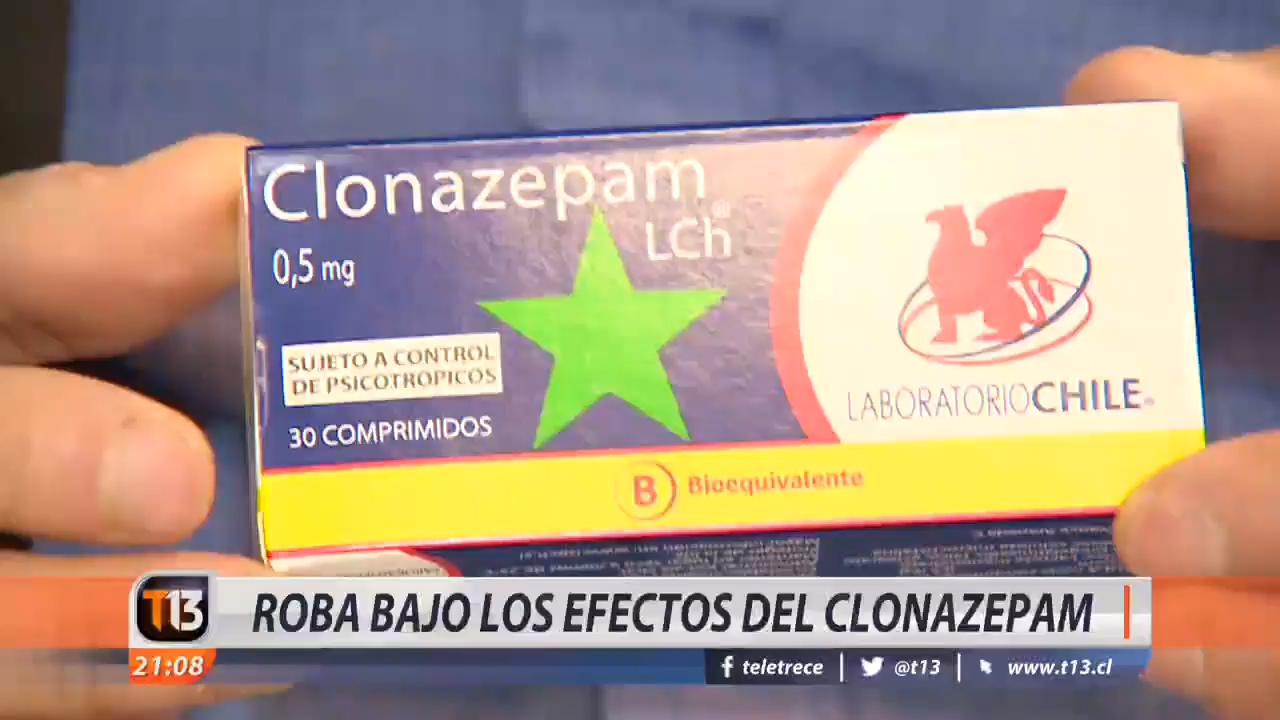 Clonazepam
LCh®
0,5 mg
SUJETO A CONTROL
DE PSICOTROPICOS
30 COMPRIMIDOS
LABORATORIOCHILE®
B Bioequivalente
T13
ROBA BAJO LOS EFECTOS DEL CLONAZEPAM
21:08
teletrece
@t13
www.t13.cl